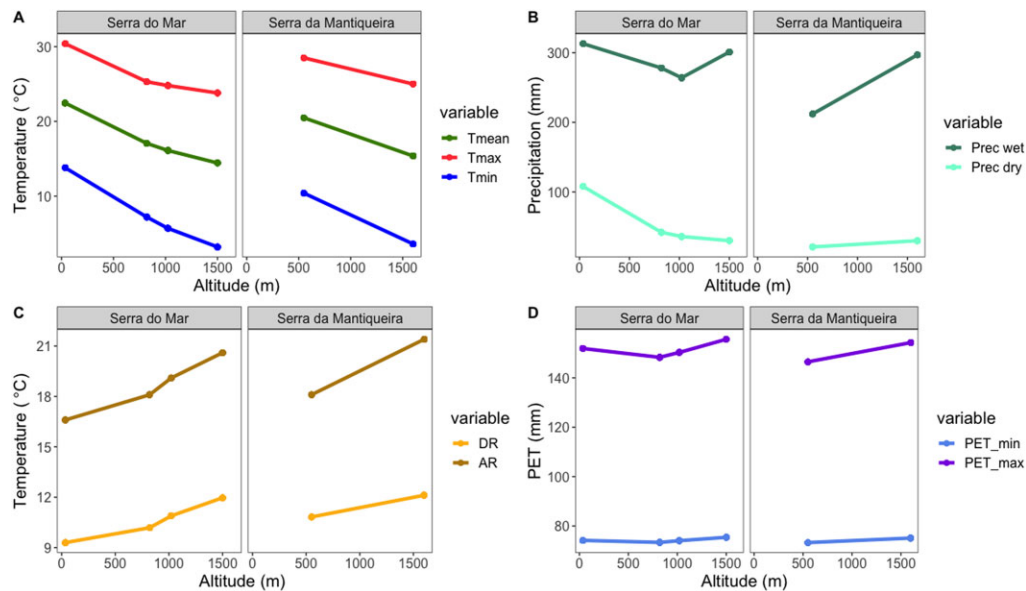 A
Serra do Mar
Serra da Mantiqueira
30
20
10
Temperature ( °C)
0 500 1000 1500
0 500 1000 1500
Altitude (m)
variable
Tmean
Tmax
Tmin
B
Serra do Mar
Serra da Mantiqueira
300
200
100
Precipitation (mm)
0 500 1000 1500
0 500 1000 1500
Altitude (m)
variable
Prec wet
Prec dry
C
Serra do Mar
Serra da Mantiqueira
21
18
15
12
9
Temperature ( °C)
0 500 1000 1500
0 500 1000 1500
Altitude (m)
variable
DR
AR
D
Serra do Mar
Serra da Mantiqueira
140
120
100
80
PET (mm)
0 500 1000 1500
0 500 1000 1500
Altitude (m)
variable
PET_min
PET_max